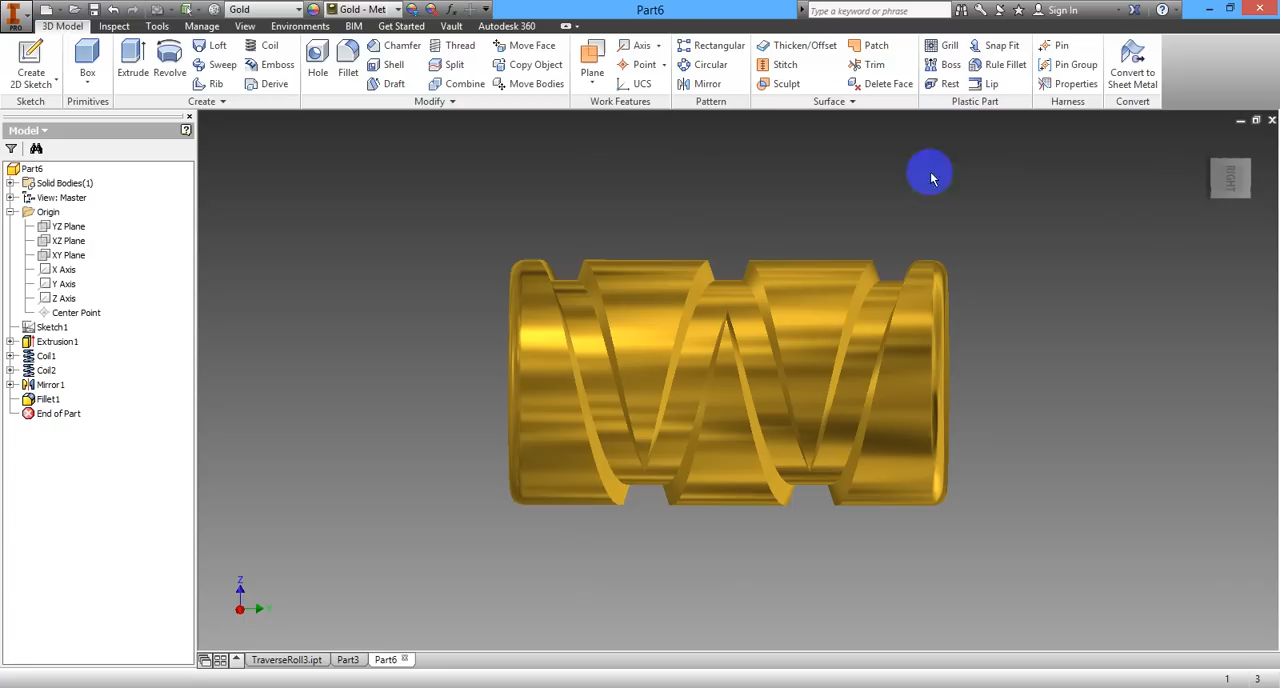 PRO Gold Gold - Met Part6 Type a keyword or phrase Sign In
3D Model Inspect Tools Manage View Environments BIM Get Started Vault Autodesk 360
Create 2D Sketch Box Extrude Revolve Loft Coil Hole Fillet Chamfer Thread Move Face Plane Axis Rectangular Thicken/Offset Patch Grill Snap Fit Pin Convert to Sheet Metal
Sweep Emboss Shell Split Copy Object Point Circular Stitch Trim Boss Rule Fillet Pin Group
Rib Derive Draft Combine Move Bodies UCS Mirror Sculpt Delete Face Rest Lip Properties
Sketch Primitives Create Modify Work Features Pattern Surface Plastic Part Harness Convert
Model
Part6
Solid Bodies(1)
View: Master
Origin
YZ Plane
XZ Plane
XY Plane
X Axis
Y Axis
Z Axis
Center Point
Sketch1
Extrusion1
Coil1
Coil2
Mirror1
Fillet1
End of Part
RIGHT
Z
Y
TraverseRoll3.ipt Part3 Part6
1 3